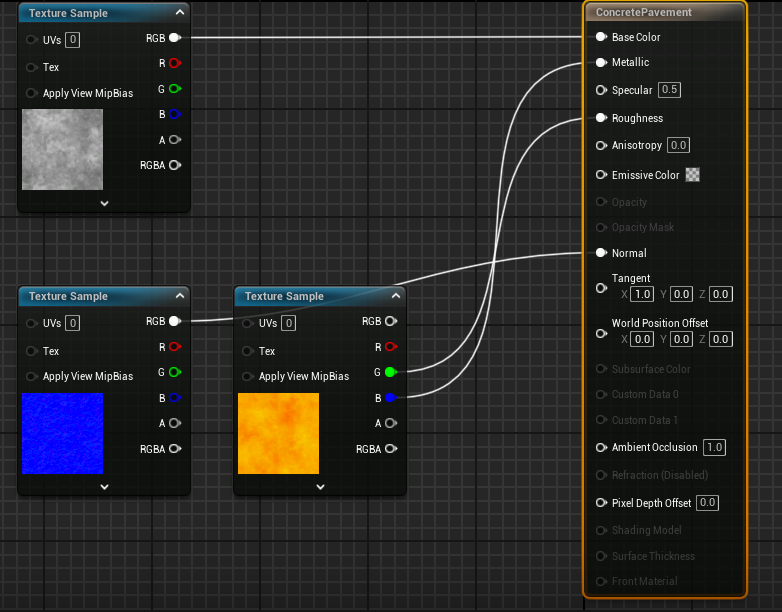 Texture Sample
UVs 0
Tex
Apply View MipBias
RGB
R
G
B
A
RGBA
Texture Sample
UVs 0
Tex
Apply View MipBias
RGB
R
G
B
A
RGBA
Texture Sample
UVs 0
Tex
Apply View MipBias
RGB
R
G
B
A
RGBA
ConcretePavement
Base Color
Metallic
Specular 0.5
Roughness
Anisotropy 0.0
Emissive Color
Opacity
Opacity Mask
Normal
Tangent
X 1.0 Y 0.0 Z 0.0
World Position Offset
X 0.0 Y 0.0 Z 0.0
Subsurface Color
Custom Data 0
Custom Data 1
Ambient Occlusion 1.0
Refraction (Disabled)
Pixel Depth Offset 0.0
Shading Model
Surface Thickness
Front Material